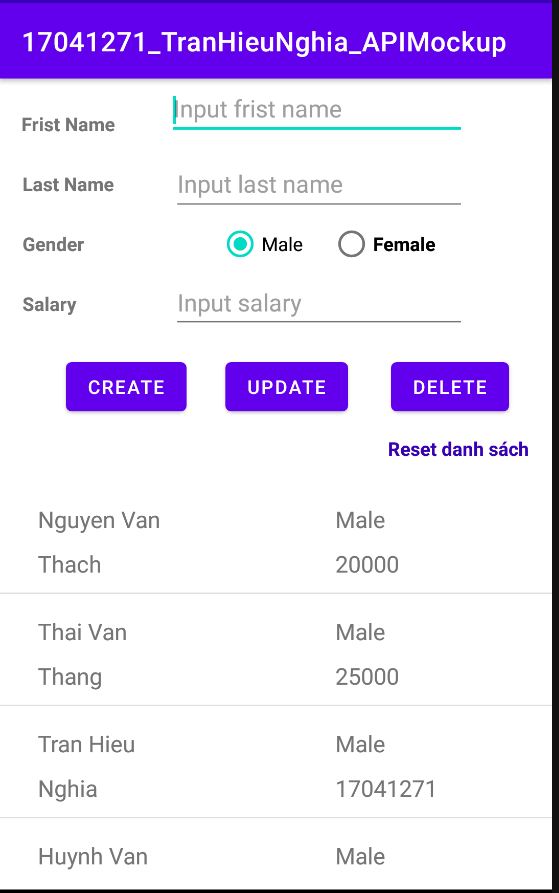 17041271_TranHieuNghia_APIMockup
Frist Name Input frist name
Last Name Input last name
Gender Male Female
Salary Input salary
CREATE UPDATE DELETE
Reset danh sách
Nguyen Van Male
Thach 20000
Thai Van Male
Thang 25000
Tran Hieu Male
Nghia 17041271
Huynh Van Male